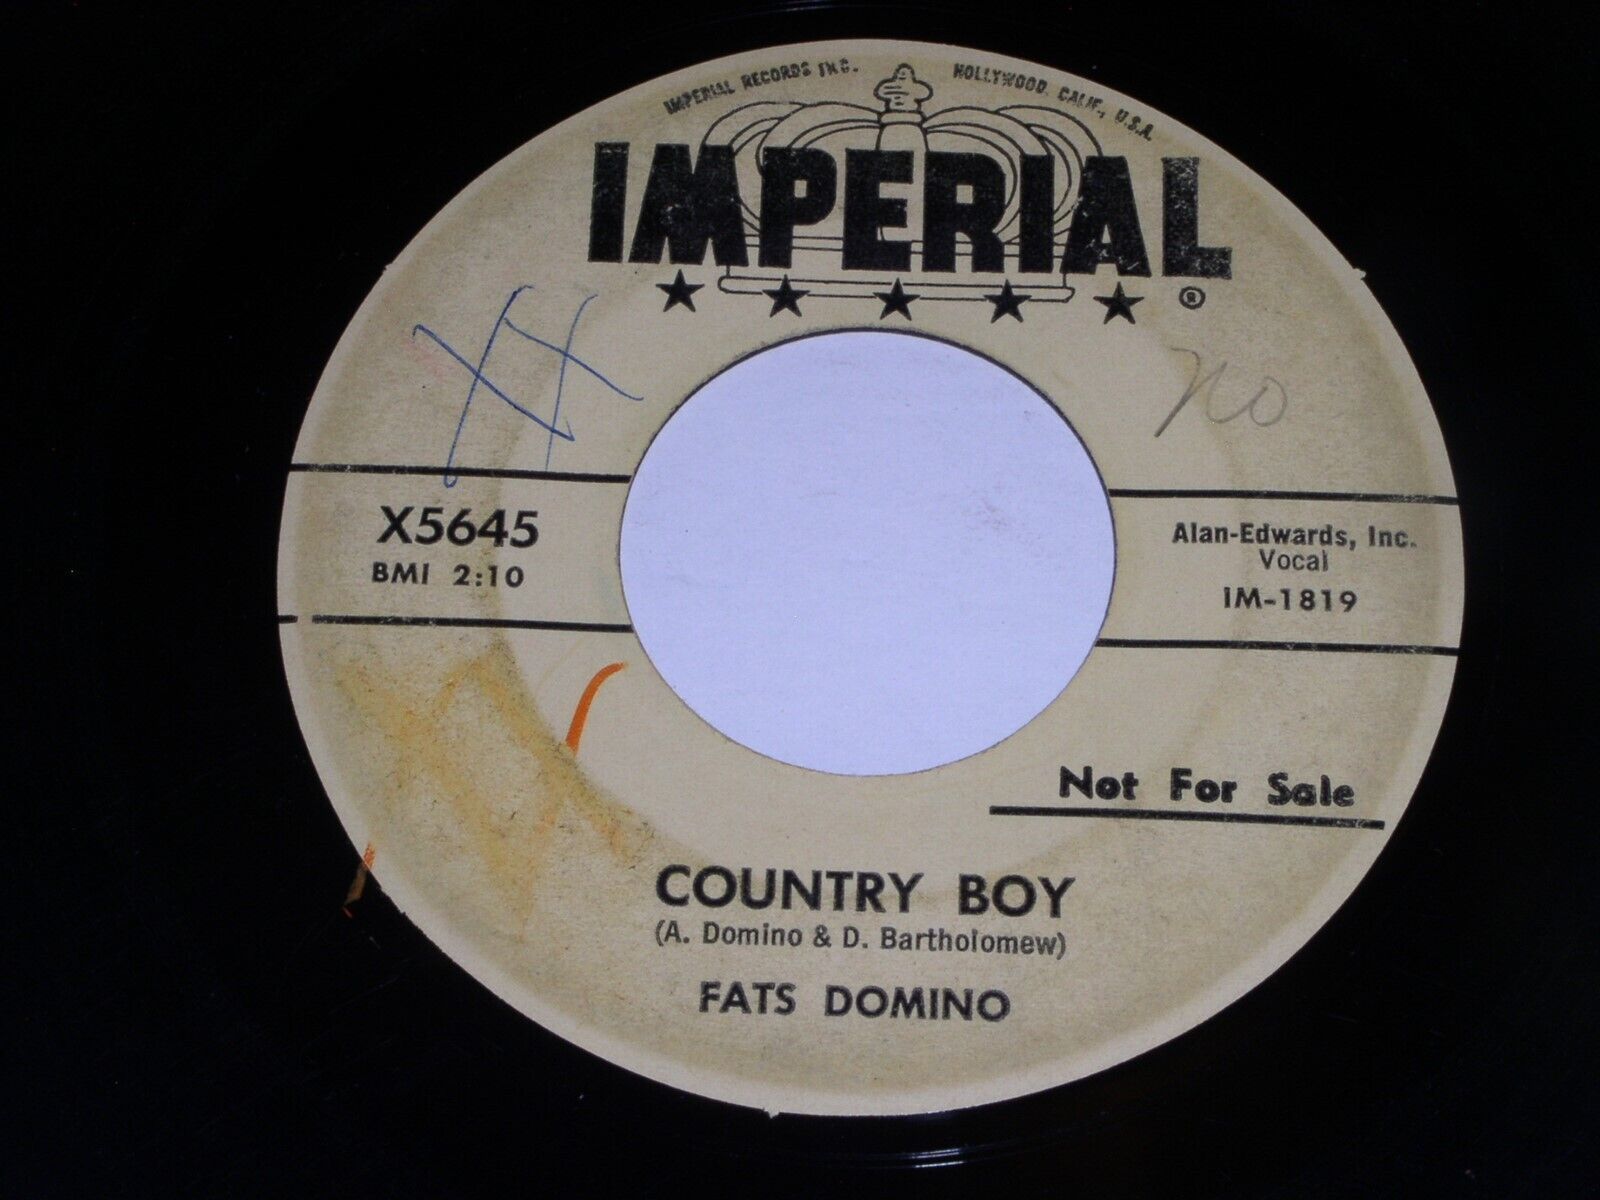 IMPERIAL RECORDS INC. HOLLYWOOD, CALIF., U.S.A.
IMPERIAL
®
XX
no
X5645
BMI 2:10
Alan-Edwards, Inc.
Vocal
IM-1819
Not For Sale
COUNTRY BOY
(A. Domino & D. Bartholomew)
FATS DOMINO